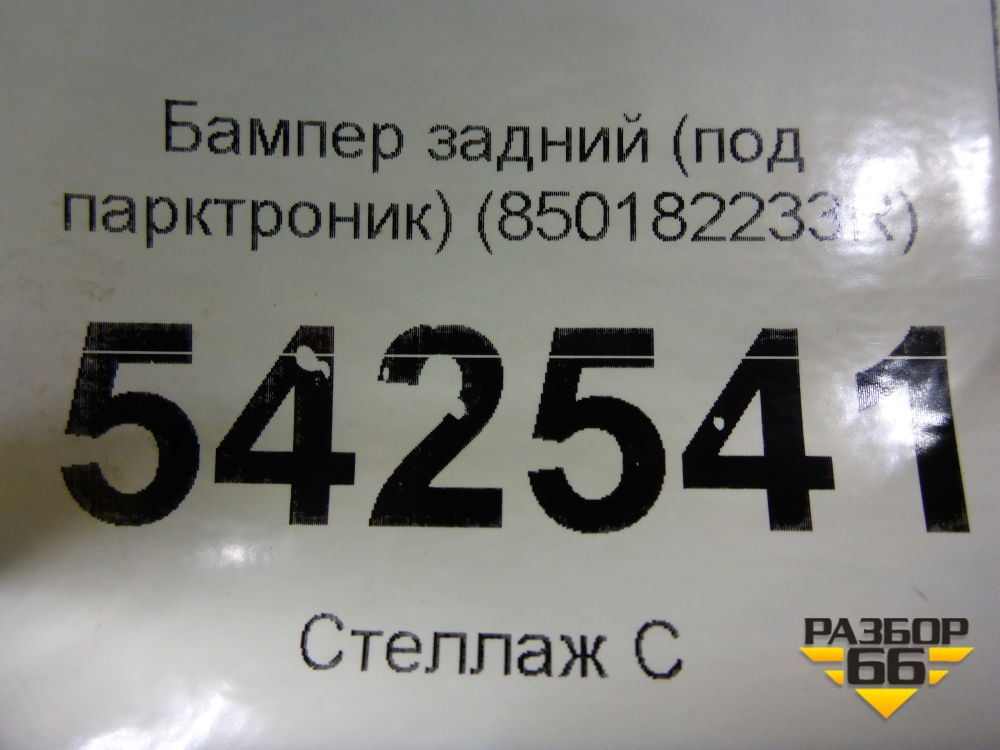 Бампер задний (под
парктроник) (850182233R)
542541
Стеллаж С
РАЗБОР
66